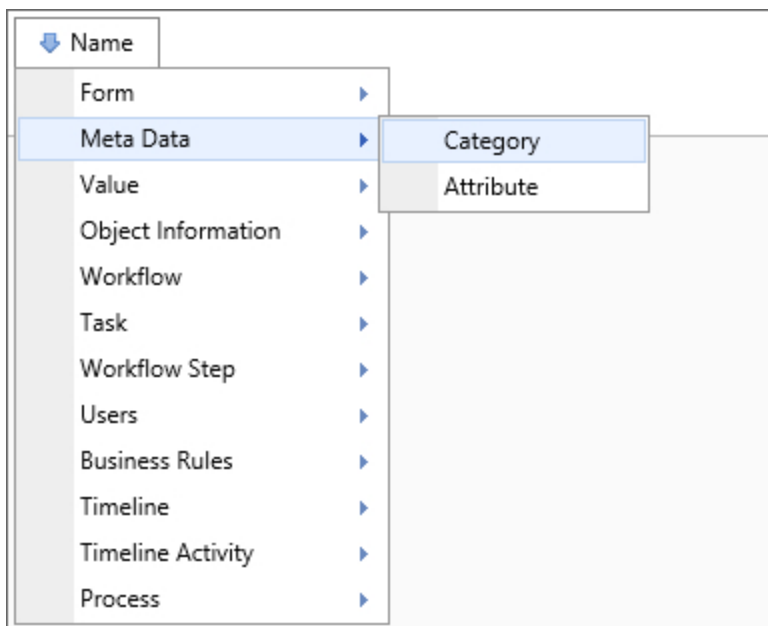 Name
Form
Meta Data
Category
Value
Attribute
Object Information
Workflow
Task
Workflow Step
Users
Business Rules
Timeline
Timeline Activity
Process